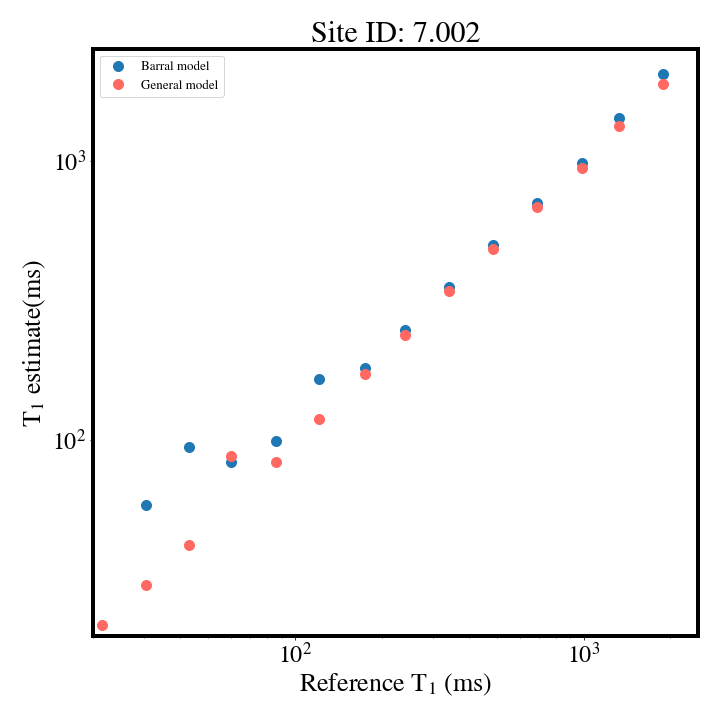 Site ID: 7.002
Barral model
General model
10³
10²
T₁ estimate(ms)
10² 10³
Reference T₁ (ms)